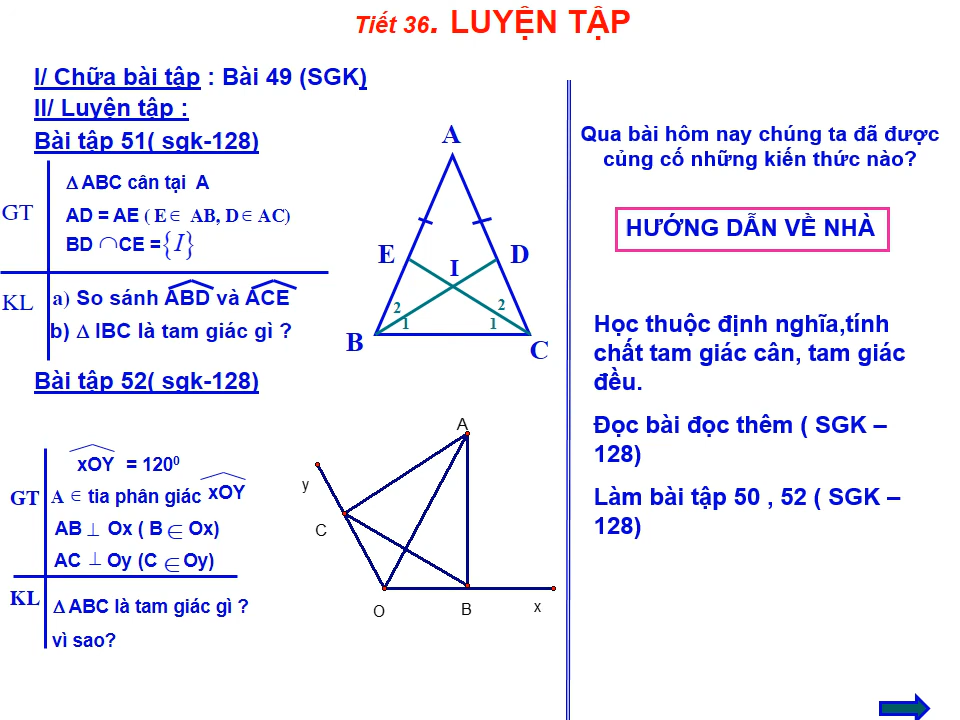 Tiết 36. LUYỆN TẬP
I/ Chữa bài tập : Bài 49 (SGK)
II/ Luyện tập :
Bài tập 51( sgk-128)
GT
Δ ABC cân tại A
AD = AE ( E ∈ AB, D ∈ AC)
BD ∩ CE = {I}
KL
a) So sánh ABD và ACE
b) Δ IBC là tam giác gì ?
A
E
I
D
2
1
2
1
B
C
Bài tập 52( sgk-128)
GT
xOY = 120⁰
A ∈ tia phân giác xOY
AB ⊥ Ox ( B ∈ Ox)
AC ⊥ Oy (C ∈ Oy)
KL
Δ ABC là tam giác gì ?
vì sao?
A
y
C
O
B
x
Qua bài hôm nay chúng ta đã được
củng cố những kiến thức nào?
HƯỚNG DẪN VỀ NHÀ
Học thuộc định nghĩa,tính
chất tam giác cân, tam giác
đều.
Đọc bài đọc thêm ( SGK –
128)
Làm bài tập 50 , 52 ( SGK –
128)